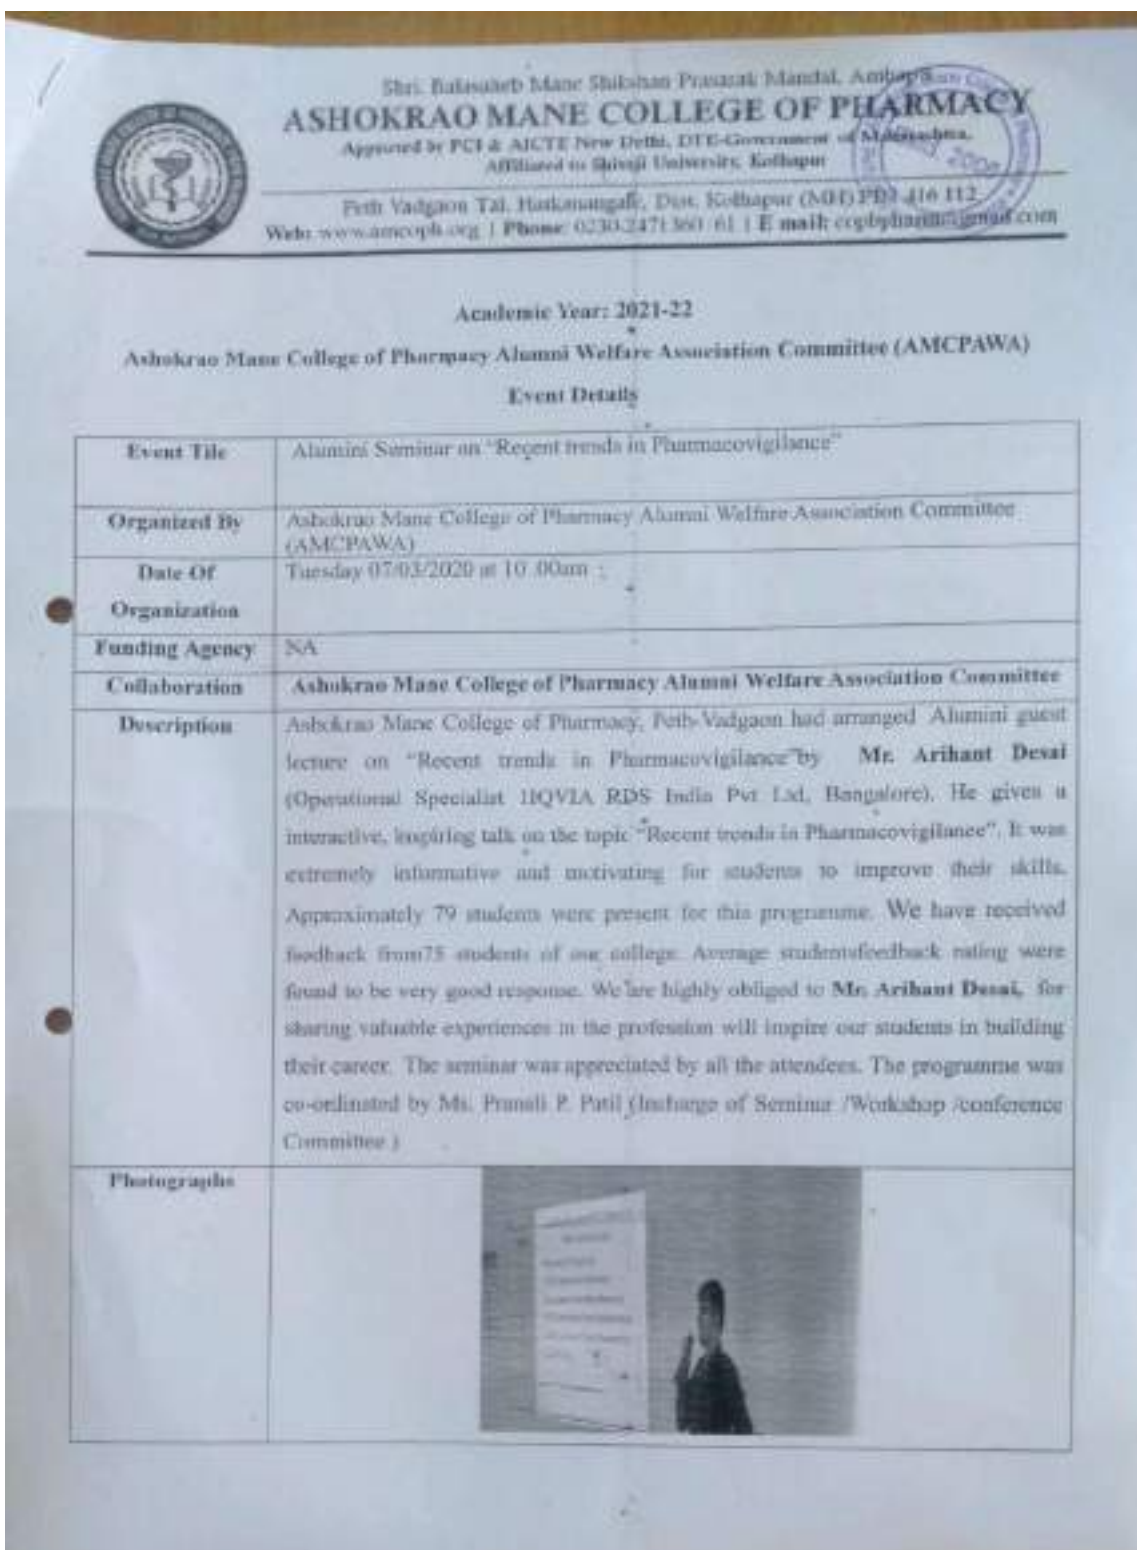 Shri. Balasaheb Mane Shikshan Prasarak Mandal, Ambap
ASHOKRAO MANE COLLEGE OF PHARMACY
Approved by PCI & AICTE New Delhi, DTE-Government of Maharashtra,
Affiliated to Shivaji University, Kolhapur
Peth Vadgaon Tal. Hatkanangale, Dist. Kolhapur (MH) PIN 416 112
Web: www.amcoph.org | Phone: 0230-2471360/ 61 | E mail:
Academic Year: 2021-22
Ashokrao Mane College of Pharmacy Alumni Welfare Association Committee (AMCPAWA)
Event Details
Event Tile
Alumini Seminar on "Recent trends in Pharmacovigilance"
Organized By
Ashokrao Mane College of Pharmacy Alumni Welfare Association Committee
(AMCPAWA)
Date Of
Organization
Tuesday 07/03/2020 at 10 .00am
Funding Agency
NA
Collaboration
Ashokrao Mane College of Pharmacy Alumni Welfare Association Committee
Description
Ashokrao Mane College of Pharmacy, Peth-Vadgaon had arranged Alumini guest
lecture on "Recent trends in Pharmacovigilance"by Mr. Arihant Desai
(Operational Specialist 1IQVIA RDS India Pvt Ltd, Bangalore). He given a
interactive, inspiring talk on the topic "Recent trends in Pharmacovigilance". It was
extremely informative and motivating for students to improve their skills.
Approximately 79 students were present for this programme. We have received
feedback from75 students of our college. Average studentsfeedback rating were
found to be very good response. We are highly obliged to Mr. Arihant Desai, for
sharing valuable experiences in the profession will inspire our students in building
their career. The seminar was appreciated by all the attendees. The programme was
co-ordinated by Ms. Pranali P. Patil (Incharge of Seminar /Workshop /conference
Committee )
Photographs